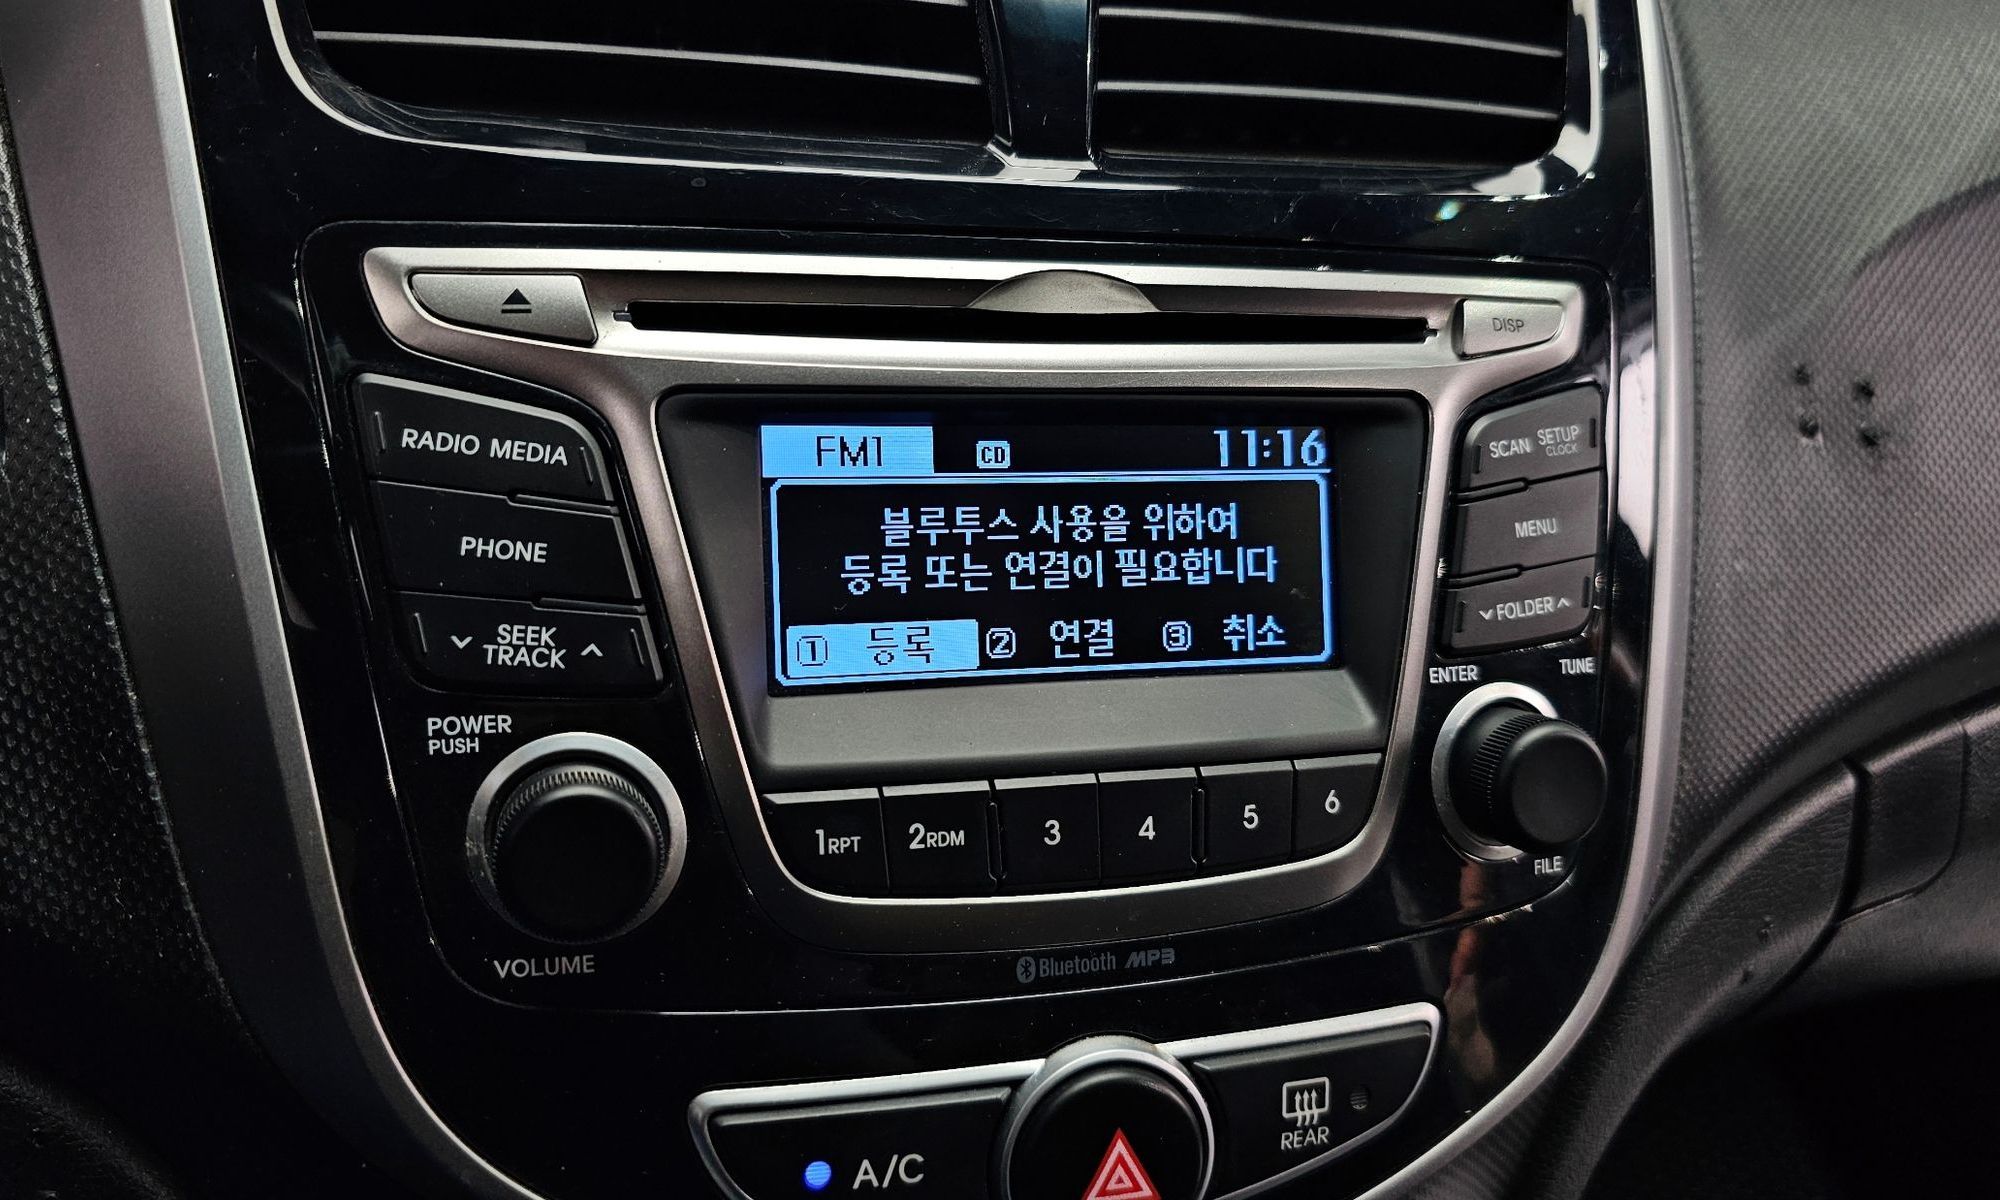 DISP
RADIO MEDIA
FM1 CD 11:16
SCAN SETUP
CLOCK
블루투스 사용을 위하여
등록 또는 연결이 필요합니다
① 등록 ② 연결 ③ 취소
PHONE
MENU
SEEK
TRACK
FOLDER
ENTER
TUNE
POWER
PUSH
1RPT 2RDM 3 4 5 6
FILE
VOLUME
Bluetooth MP3
A/C
REAR